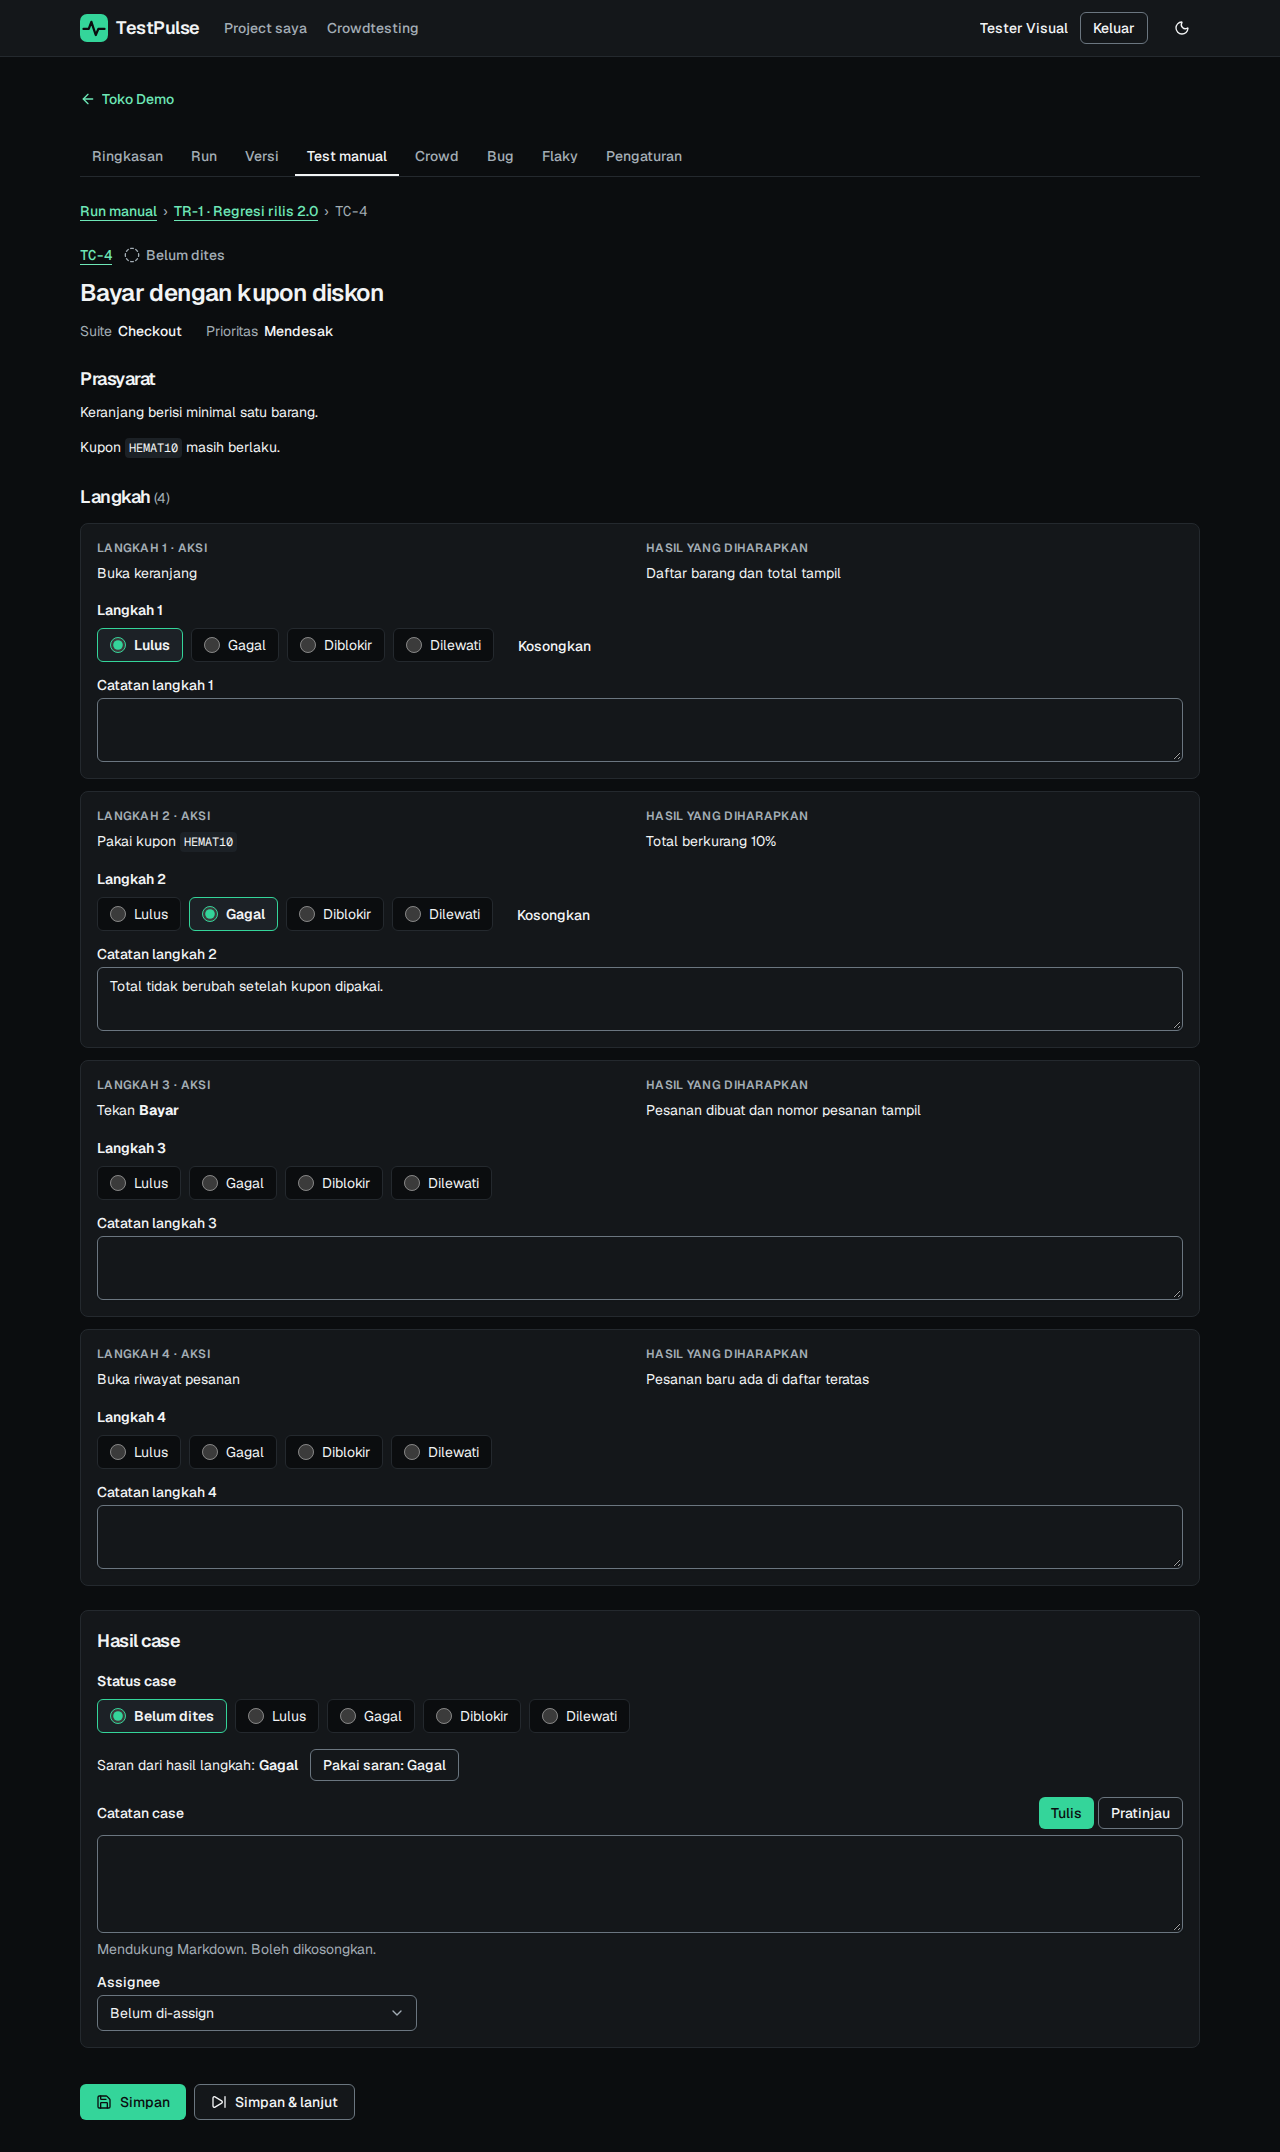 TestPulse Project saya Crowdtesting Tester Visual Keluar
Toko Demo
Ringkasan Run Versi Test manual Crowd Bug Flaky Pengaturan
Run manual › TR-1 · Regresi rilis 2.0 › TC-4
TC-4 Belum dites
Bayar dengan kupon diskon
Suite Checkout Prioritas Mendesak
Prasyarat
Keranjang berisi minimal satu barang.
Kupon HEMAT10 masih berlaku.
Langkah (4)
LANGKAH 1 · AKSI HASIL YANG DIHARAPKAN
Buka keranjang Daftar barang dan total tampil
Langkah 1
Lulus Gagal Diblokir Dilewati Kosongkan
Catatan langkah 1
LANGKAH 2 · AKSI HASIL YANG DIHARAPKAN
Pakai kupon HEMAT10 Total berkurang 10%
Langkah 2
Lulus Gagal Diblokir Dilewati Kosongkan
Catatan langkah 2
Total tidak berubah setelah kupon dipakai.
LANGKAH 3 · AKSI HASIL YANG DIHARAPKAN
Tekan Bayar Pesanan dibuat dan nomor pesanan tampil
Langkah 3
Lulus Gagal Diblokir Dilewati
Catatan langkah 3
LANGKAH 4 · AKSI HASIL YANG DIHARAPKAN
Buka riwayat pesanan Pesanan baru ada di daftar teratas
Langkah 4
Lulus Gagal Diblokir Dilewati
Catatan langkah 4
Hasil case
Status case
Belum dites Lulus Gagal Diblokir Dilewati
Saran dari hasil langkah: Gagal Pakai saran: Gagal
Catatan case Tulis Pratinjau
Mendukung Markdown. Boleh dikosongkan.
Assignee
Belum di-assign
Simpan Simpan & lanjut